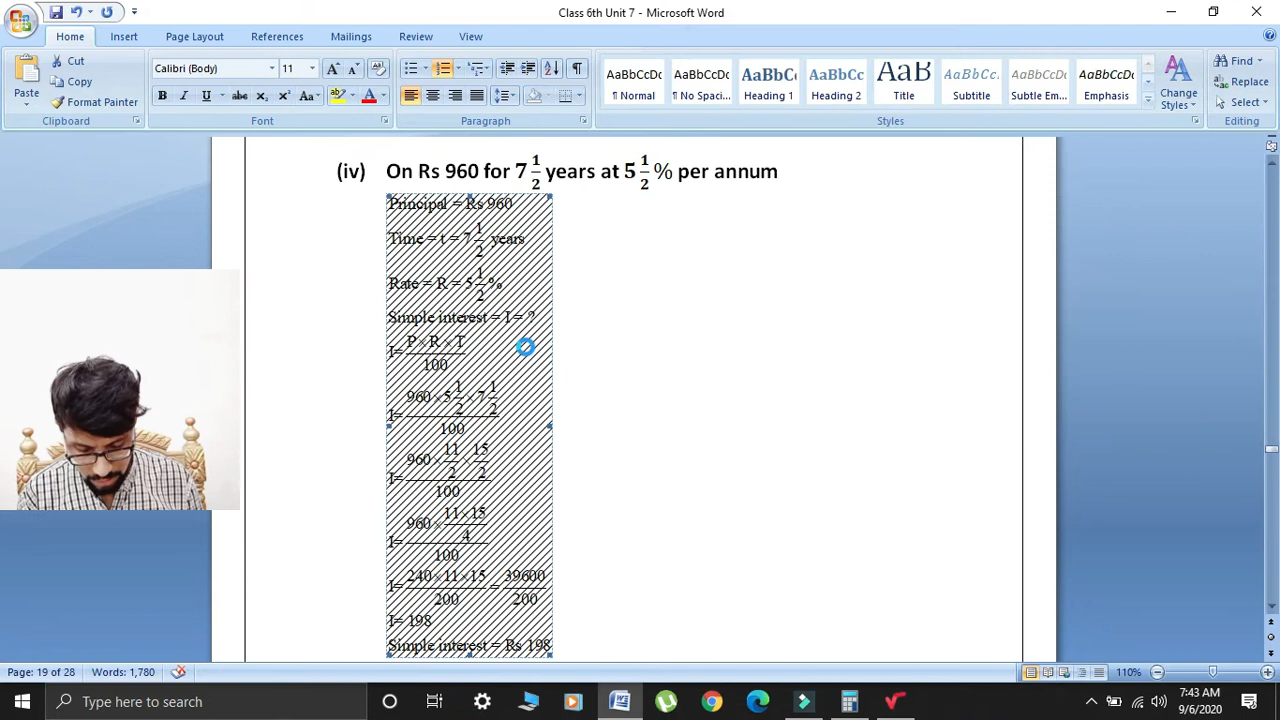 Class 6th Unit 7 - Microsoft Word
Home Insert Page Layout References Mailings Review View
Paste
Cut
Copy
Format Painter
Clipboard
Calibri (Body) 11
Font
Paragraph
AaBbCcDc ¶ Normal
AaBbCcDc ¶ No Spaci...
AaBbC Heading 1
AaBbCc Heading 2
AaB Title
AaBbCc. Subtitle
AaBbCcDc Subtle Em...
AaBbCcDc Emphasis
Styles
Change Styles
Find
Replace
Select
Editing
(iv) On Rs 960 for 7 1/2 years at 5 1/2 % per annum
Principal = Rs 960
Time = t = 7 1/2 years
Rate = R = 5 1/2 %
Simple interest = I = ?
I= P×R×T / 100
I= 960×5 1/2 ×7 1/2 / 100
I= 960× 11/2 × 15/2 / 100
I= 960× 11×15/4 / 100
I= 240×11×15 / 200 = 39600 / 200
I= 198
Simple interest = Rs 198
Page: 19 of 28 Words: 1,780 110%
Type here to search
7:43 AM
9/6/2020